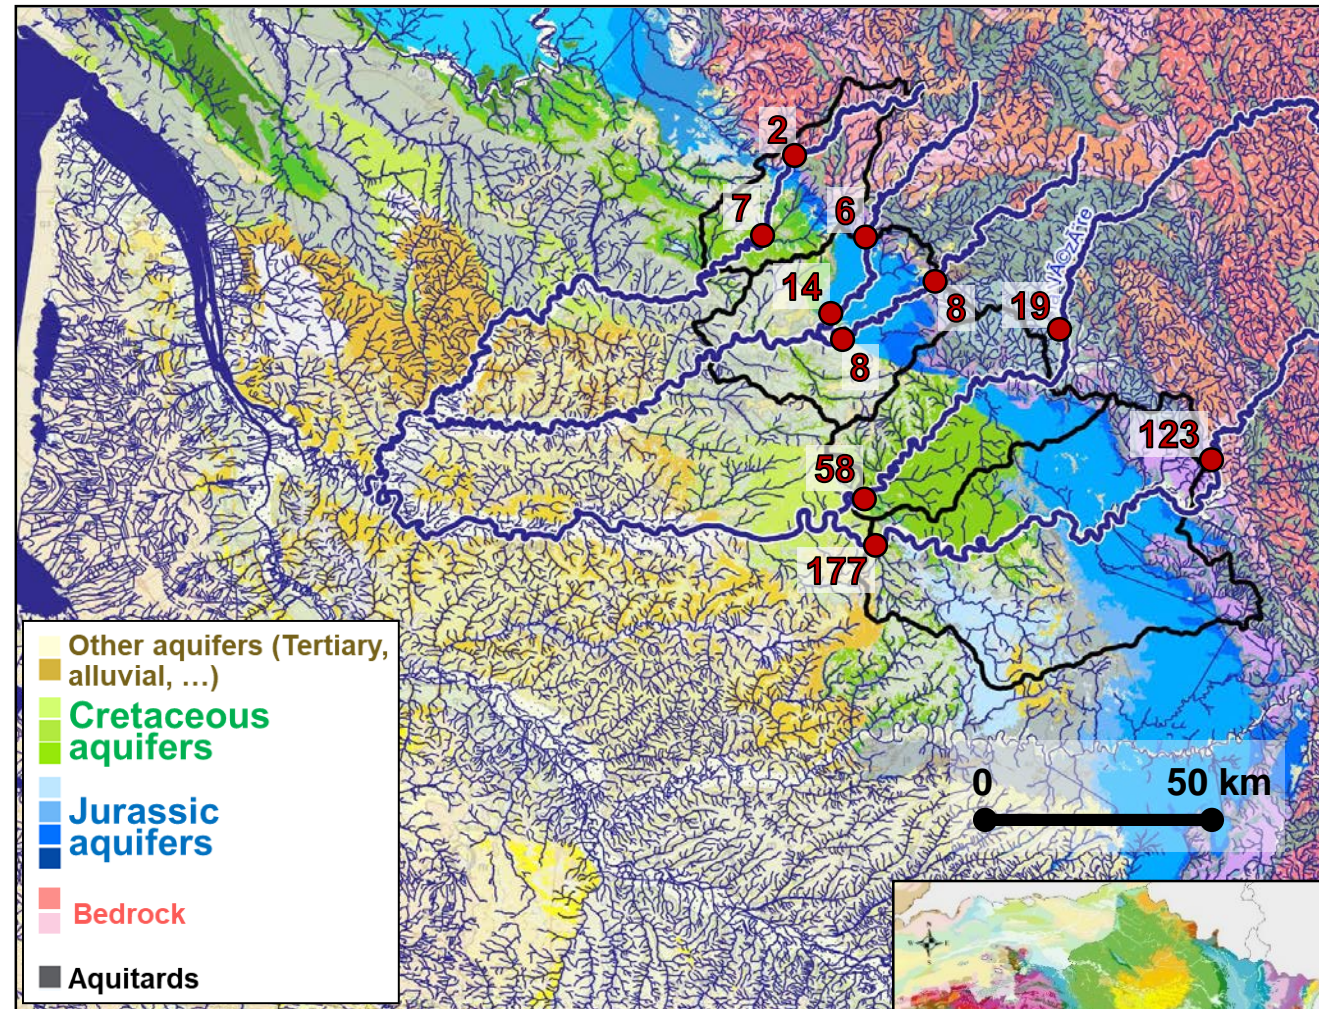 2
7
6
14
8
19
8
123
58
177
Other aquifers (Tertiary,
alluvial, …)
Cretaceous
aquifers
Jurassic
aquifers
Bedrock
Aquitards
0 50 km